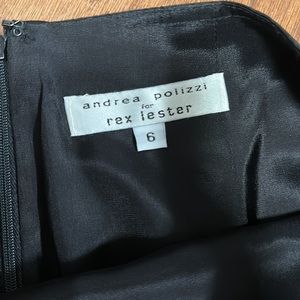 andrea polizzi
for
rex lester
6